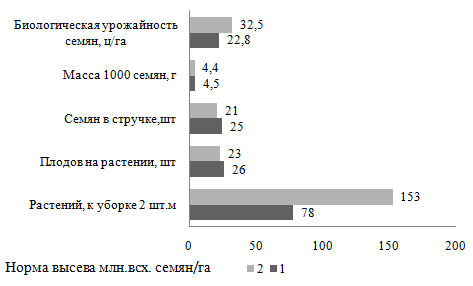 Биологическая урожайность
семян, ц/га
32,5
22,8
Масса 1000 семян, г
4,4
4,5
Семян в стручке,шт
21
25
Плодов на растении, шт
23
26
Растений, к уборке 2 шт.м
153
78
0 50 100 150 200
Норма высева млн.всх. семян/га 2 1